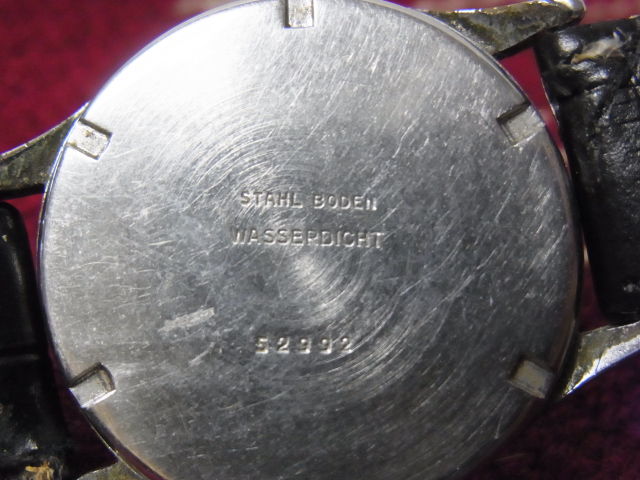 STAHL BODEN
WASSERDICHT
52992